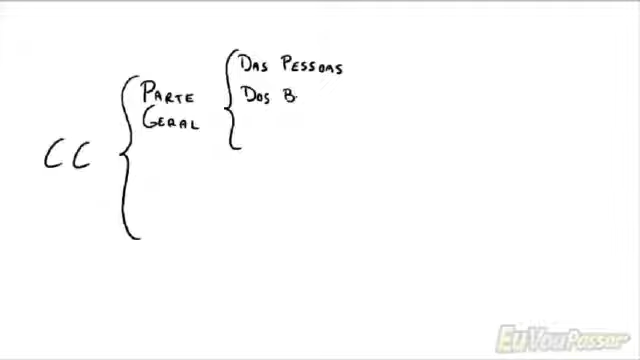 DAS PESSOAS
PARTE
GERAL
DOS B
CC
EuVouPassar